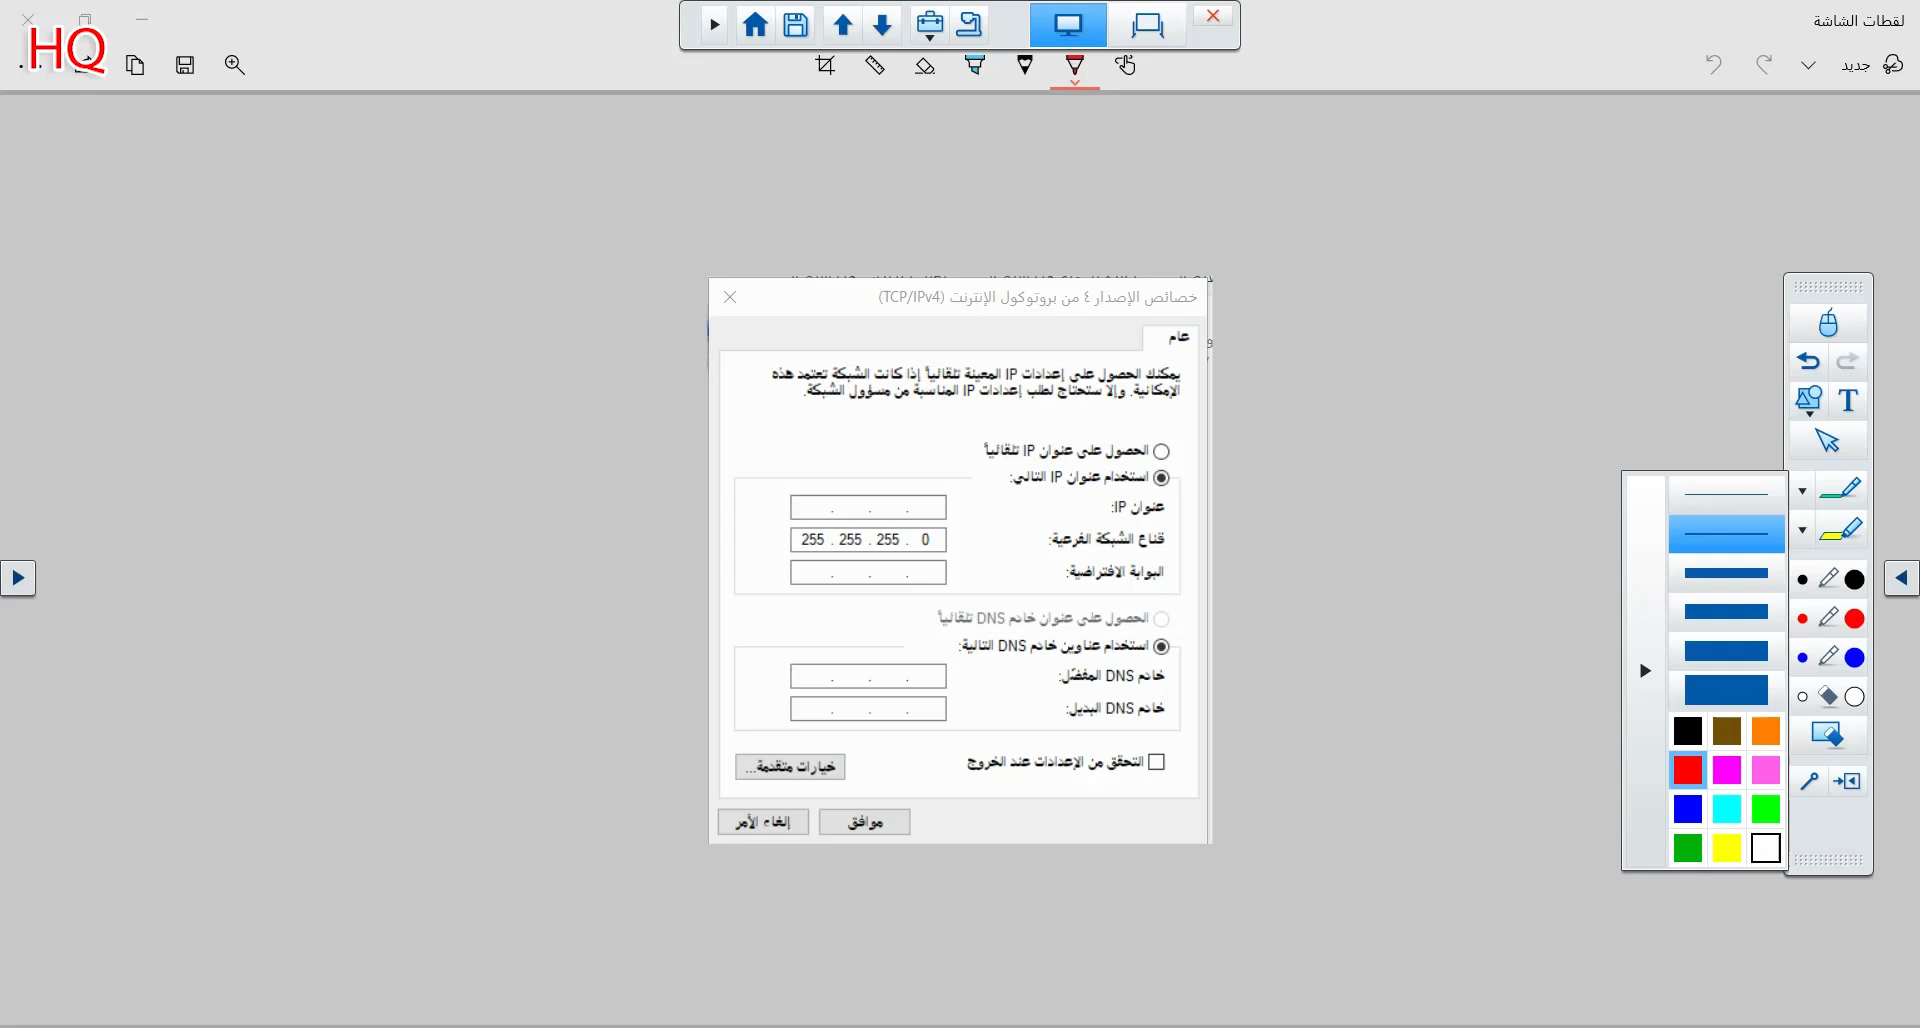 لقطات الشاشة
HQ
جديد
خصائص الإصدار ٤ من بروتوكول الإنترنت (TCP/IPv4)
عام
يمكنك الحصول على إعدادات IP المعينة تلقائياً إذا كانت الشبكة تعتمد هذه
الإمكانية. وإلا ستحتاج لطلب إعدادات IP المناسبة من مسؤول الشبكة.
الحصول على عنوان IP تلقائياً
استخدام عنوان IP التالي:
عنوان IP:
قناع الشبكة الفرعية: 255 . 255 . 255 . 0
البوابة الافتراضية:
الحصول على عنوان خادم DNS تلقائياً
استخدام عناوين خادم DNS التالية:
خادم DNS المفضّل:
خادم DNS البديل:
التحقق من الإعدادات عند الخروج
خيارات متقدمة...
موافق
إلغاء الأمر
T